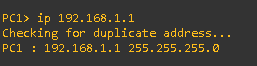 PC1> ip 192.168.1.1
Checking for duplicate address...
PC1 : 192.168.1.1 255.255.255.0